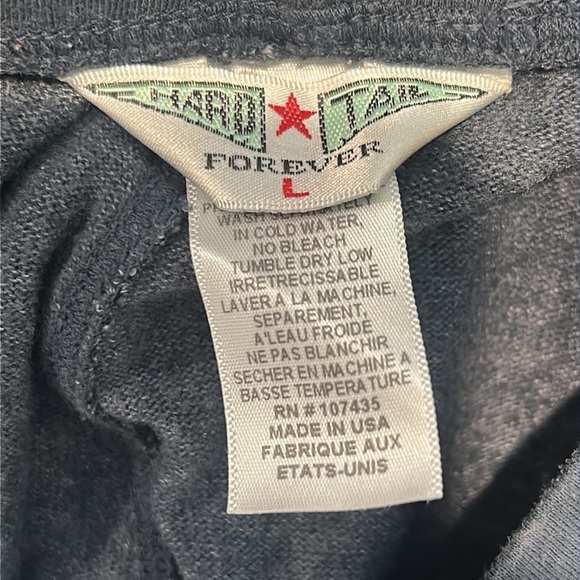 HARD TAIL
FOREVER
L
WASH
IN COLD WATER,
NO BLEACH
TUMBLE DRY LOW
IRRETRECISSABLE
LAVER A LA MACHINE,
SEPAREMENT,
A'LEAU FROIDE
NE PAS BLANCHIR
SECHER EN MACHINE A
BASSE TEMPERATURE
RN # 107435
MADE IN USA
FABRIQUE AUX
ETATS-UNIS